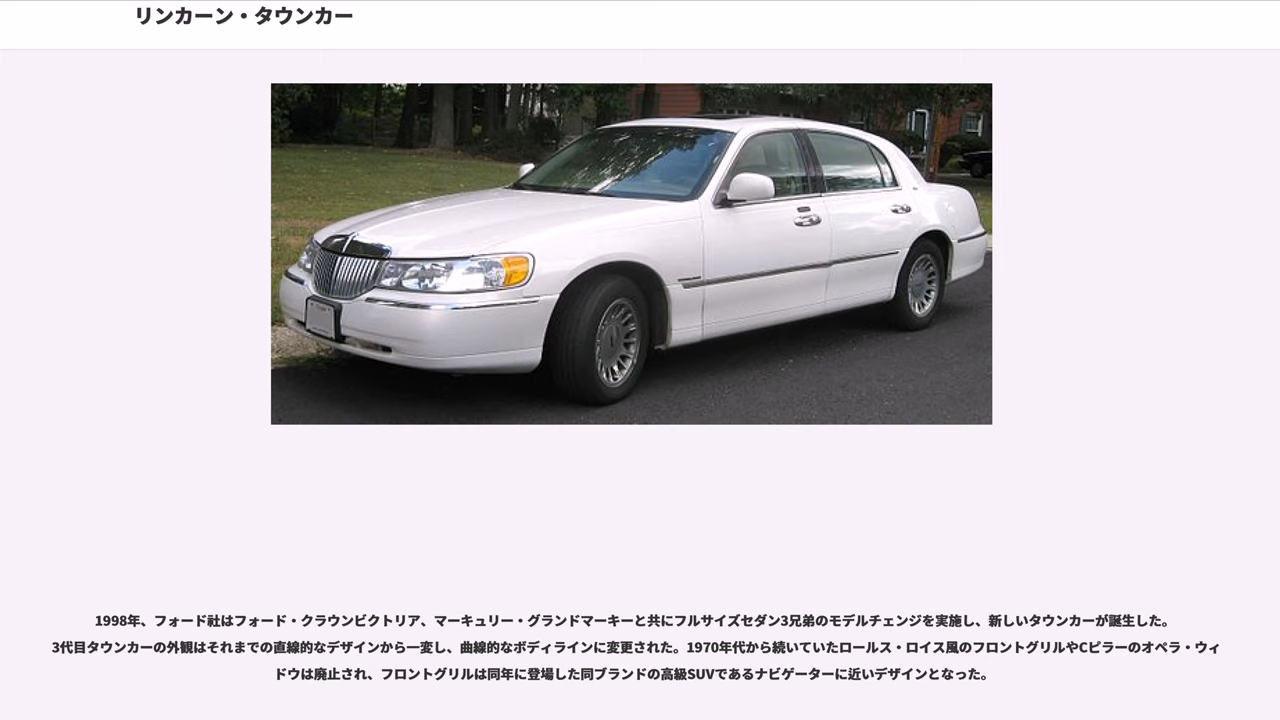 リンカーン・タウンカー
1998年、フォード社はフォード・クラウンビクトリア、マーキュリー・グランドマーキーと共にフルサイズセダン3兄弟のモデルチェンジを実施し、新しいタウンカーが誕生した。
3代目タウンカーの外観はそれまでの直線的なデザインから一変し、曲線的なボディラインに変更された。1970年代から続いていたロールス・ロイス風のフロントグリルやCピラーのオペラ・ウィ
ドウは廃止され、フロントグリルは同年に登場した同ブランドの高級SUVであるナビゲーターに近いデザインとなった。